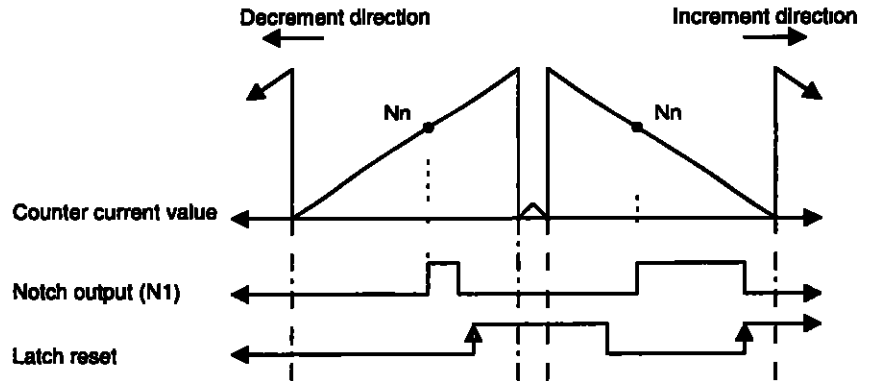 Decrement direction
Increment direction
Nn
Nn
Counter current value
Notch output (N1)
Latch reset